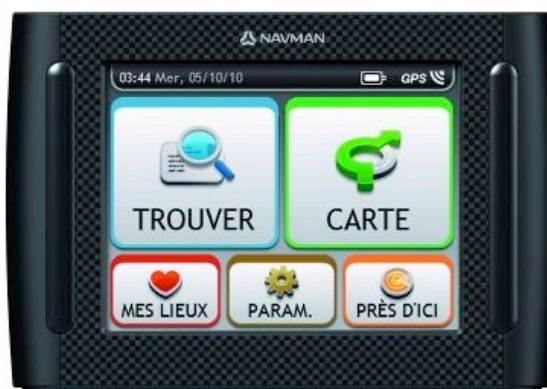 NAVMAN
03:44 Mer, 05/10/10
GPS
TROUVER
CARTE
MES LIEUX
PARAM.
PRÈS D'ICI